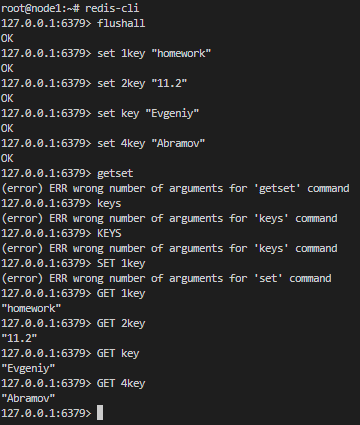 root@node1:~# redis-cli
127.0.0.1:6379> flushall
OK
127.0.0.1:6379> set 1key "homework"
OK
127.0.0.1:6379> set 2key "11.2"
OK
127.0.0.1:6379> set key "Evgeniy"
OK
127.0.0.1:6379> set 4key "Abramov"
OK
127.0.0.1:6379> getset
(error) ERR wrong number of arguments for 'getset' command
127.0.0.1:6379> keys
(error) ERR wrong number of arguments for 'keys' command
127.0.0.1:6379> KEYS
(error) ERR wrong number of arguments for 'keys' command
127.0.0.1:6379> SET 1key
(error) ERR wrong number of arguments for 'set' command
127.0.0.1:6379> GET 1key
"homework"
127.0.0.1:6379> GET 2key
"11.2"
127.0.0.1:6379> GET key
"Evgeniy"
127.0.0.1:6379> GET 4key
"Abramov"
127.0.0.1:6379>